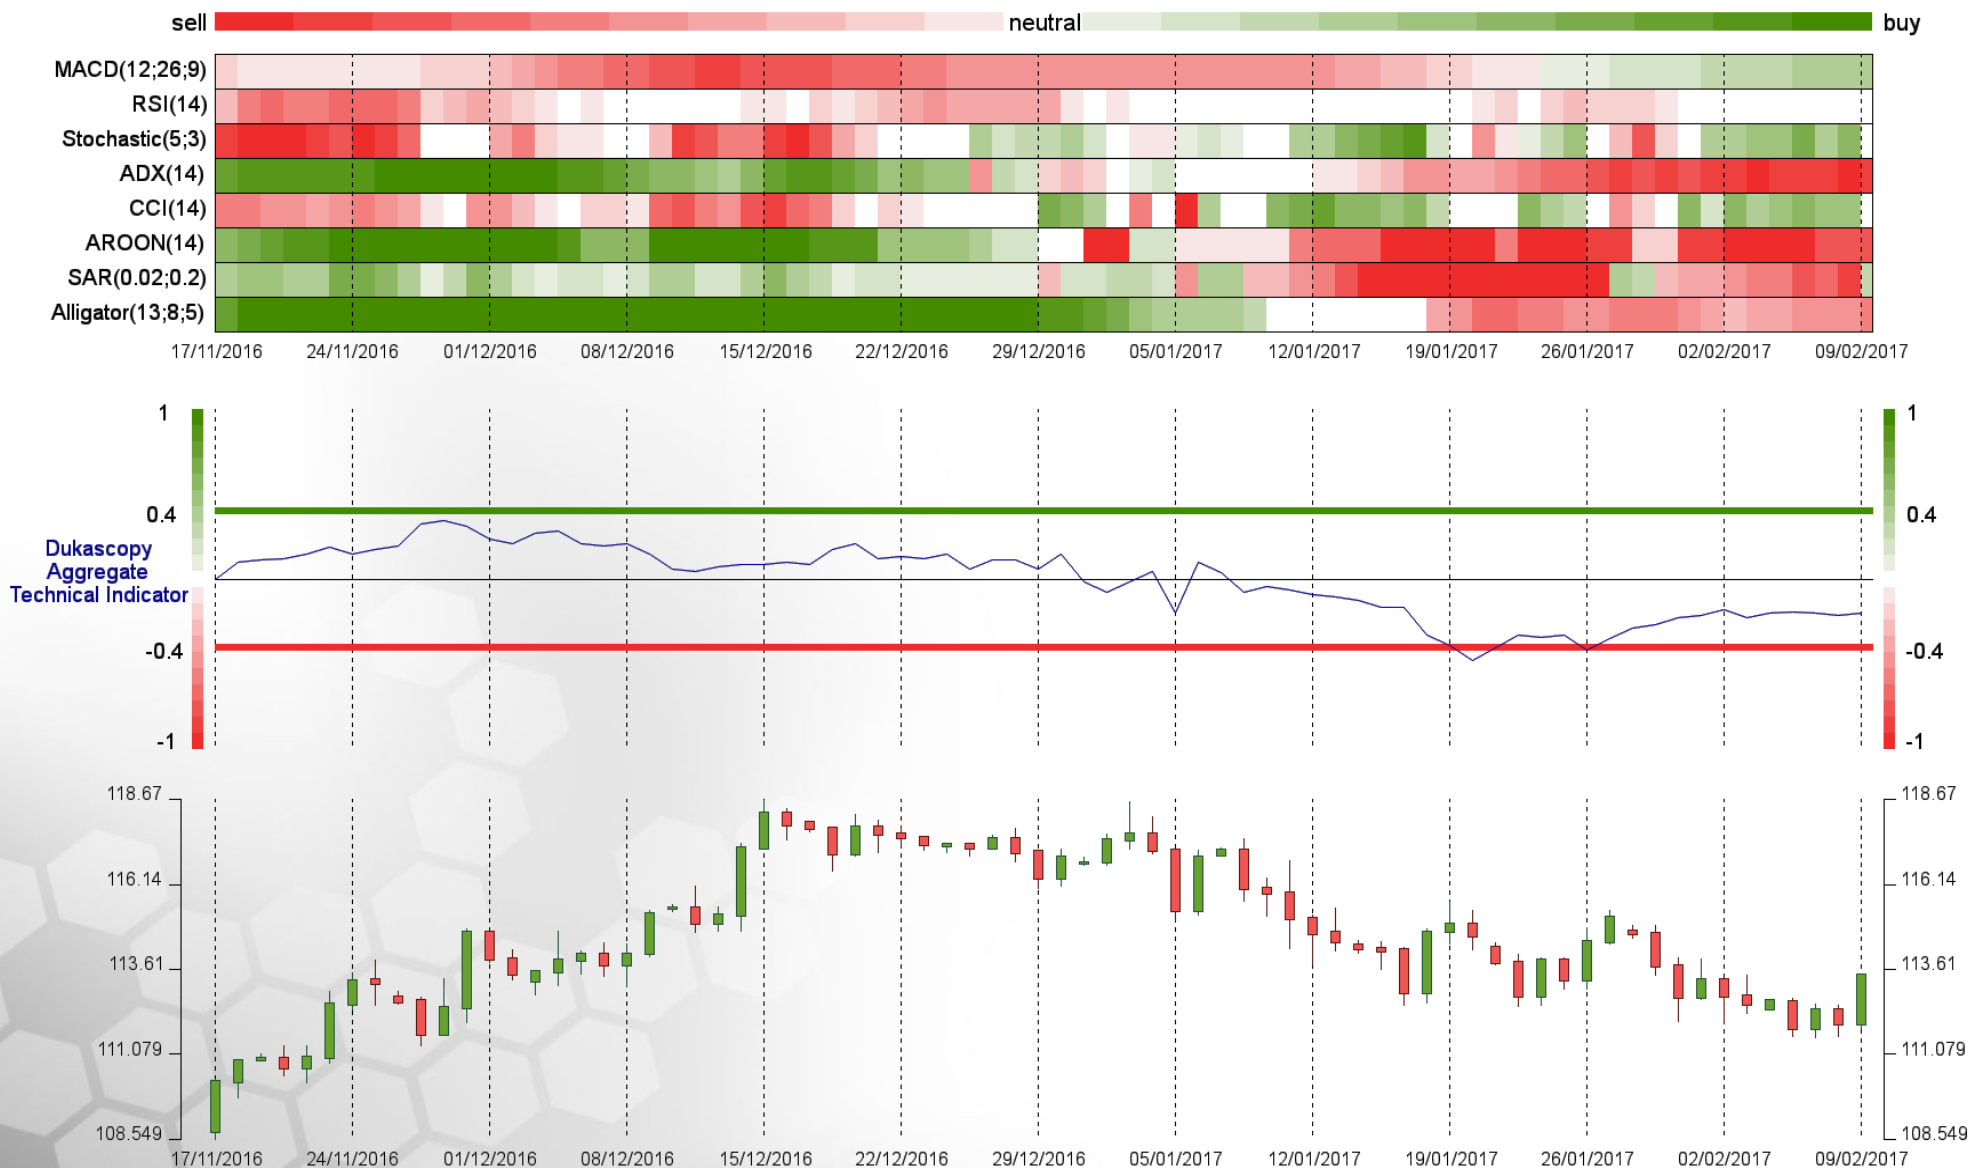 sell neutral buy
MACD(12;26;9)
RSI(14)
Stochastic(5;3)
ADX(14)
CCI(14)
AROON(14)
SAR(0.02;0.2)
Alligator(13;8;5)
17/11/2016 24/11/2016 01/12/2016 08/12/2016 15/12/2016 22/12/2016 29/12/2016 05/01/2017 12/01/2017 19/01/2017 26/01/2017 02/02/2017 09/02/2017
1 1
0.4 0.4
Dukascopy
Aggregate
Technical Indicator
-0.4 -0.4
-1 -1
118.67 118.67
116.14 116.14
113.61 113.61
111.079 111.079
108.549 108.549
17/11/2016 24/11/2016 01/12/2016 08/12/2016 15/12/2016 22/12/2016 29/12/2016 05/01/2017 12/01/2017 19/01/2017 26/01/2017 02/02/2017 09/02/2017